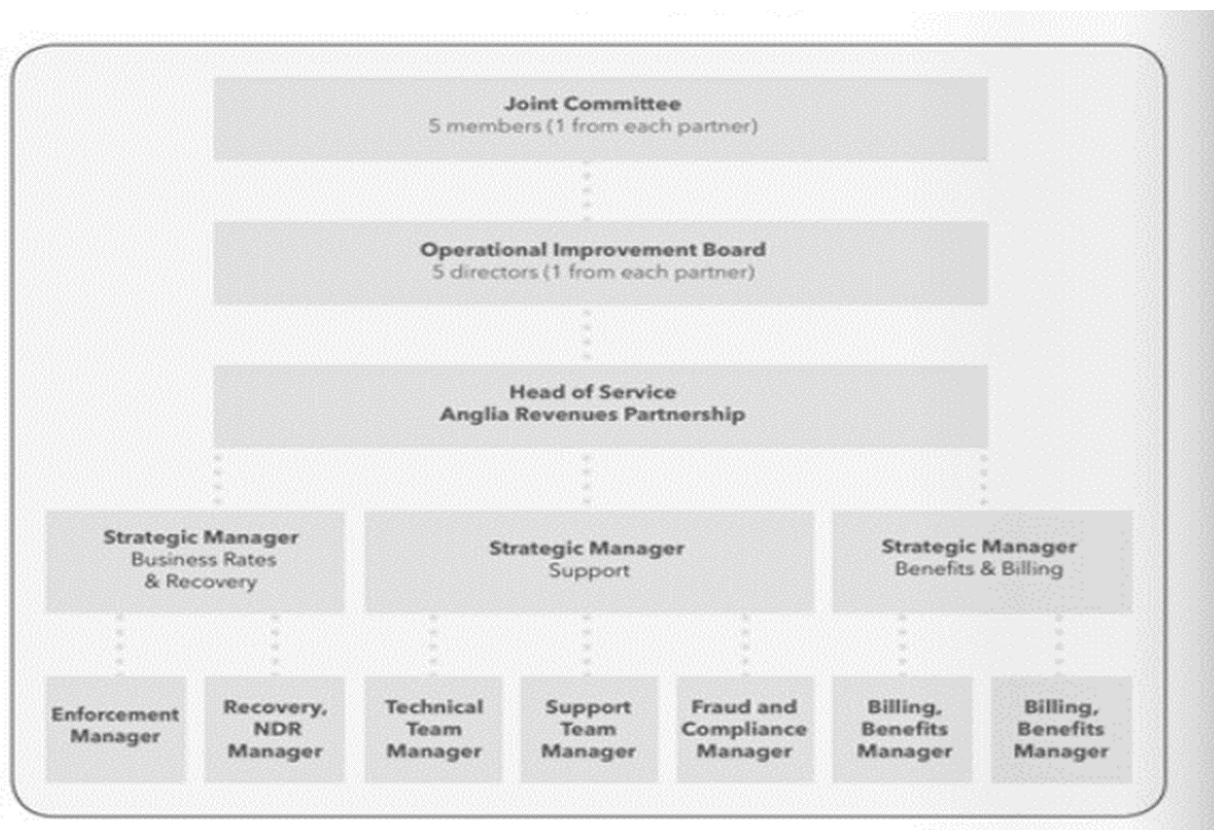 Joint Committee
5 members (1 from each partner)
Operational Improvement Board
5 directors (1 from each partner)
Head of Service
Anglia Revenues Partnership
Strategic Manager
Business Rates
& Recovery
Strategic Manager
Support
Strategic Manager
Benefits & Billing
Enforcement
Manager
Recovery,
NDR
Manager
Technical
Team
Manager
Support
Team
Manager
Fraud and
Compliance
Manager
Billing,
Benefits
Manager
Billing,
Benefits
Manager